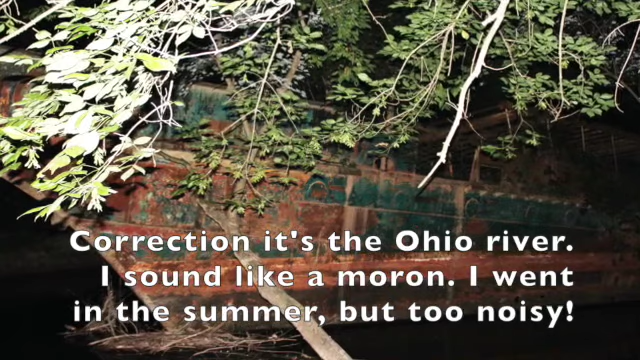 Correction it's the Ohio river.
I sound like a moron. I went
in the summer, but too noisy!